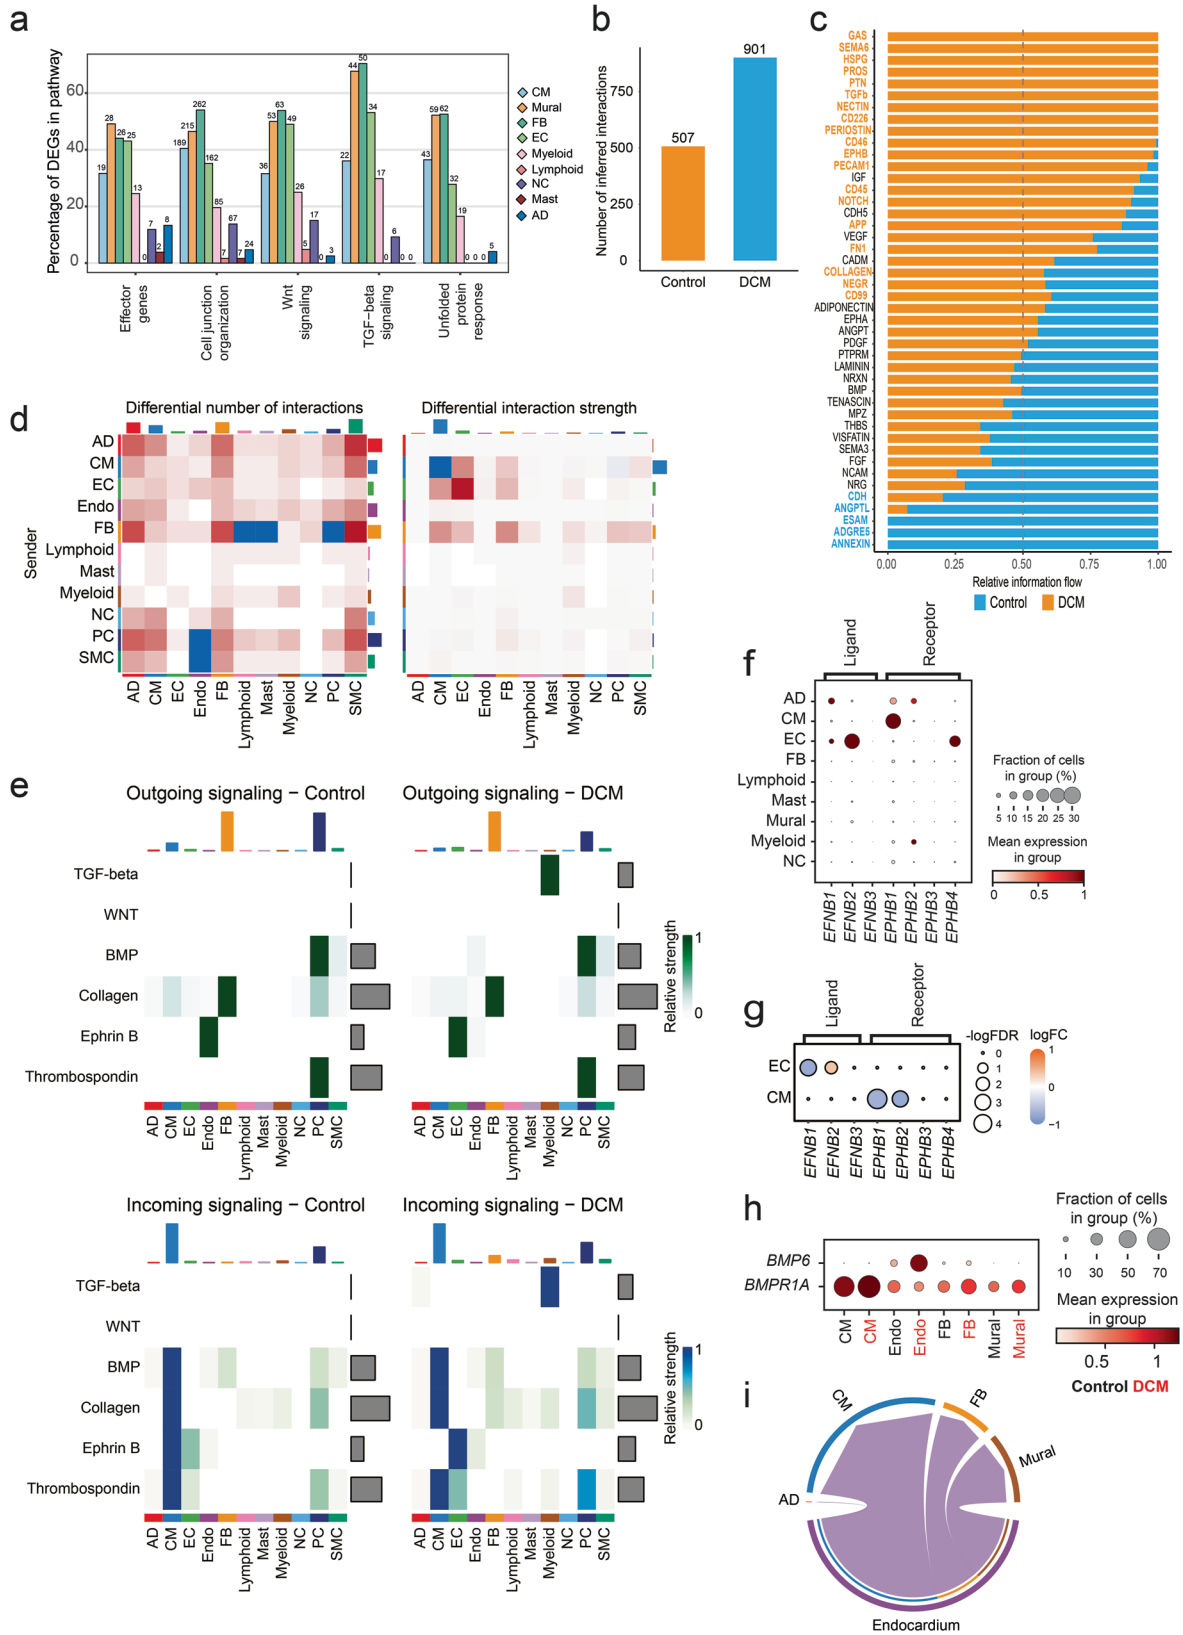 a
Percentage of DEGs in pathway
60
40
20
0
19
28
26
25
13
0
7
2
8
189
215
262
162
85
7
67
7
24
36
53
63
49
26
5
17
0
3
22
44
50
34
17
0
6
0
0
43
59
62
32
19
0
0
0
5
Effector
genes
Cell junction
organization
Wnt
signaling
TGF−beta
signaling
Unfolded
protein
response
CM
Mural
FB
EC
Myeloid
Lymphoid
NC
Mast
AD
b
Number of inferred interactions
750
500
250
0
507
901
Control
DCM
c
GAS
SEMA6
HSPG
PROS
PTN
TGFb
NECTIN
CD226
PERIOSTIN
CD46
EPHB
PECAM1
IGF
CD45
NOTCH
CDH5
APP
VEGF
FN1
CADM
COLLAGEN
NEGR
CD99
ADIPONECTIN
EPHA
ANGPT
PDGF
PTPRM
LAMININ
NRXN
BMP
TENASCIN
MPZ
THBS
VISFATIN
SEMA3
FGF
NCAM
NRG
CDH
ANGPTL
ESAM
ADGRE5
ANNEXIN
0.00
0.25
0.50
0.75
1.00
Relative information flow
Control
DCM
d
Differential number of interactions
Differential interaction strength
Sender
AD
CM
EC
Endo
FB
Lymphoid
Mast
Myeloid
NC
PC
SMC
AD
CM
EC
Endo
FB
Lymphoid
Mast
Myeloid
NC
PC
SMC
AD
CM
EC
Endo
FB
Lymphoid
Mast
Myeloid
NC
PC
SMC
e
Outgoing signaling − Control
Outgoing signaling − DCM
TGF-beta
WNT
BMP
Collagen
Ephrin B
Thrombospondin
AD
CM
EC
Endo
FB
Lymphoid
Mast
Myeloid
NC
PC
SMC
AD
CM
EC
Endo
FB
Lymphoid
Mast
Myeloid
NC
PC
SMC
Relative strength
1
0
Incoming signaling − Control
Incoming signaling − DCM
TGF-beta
WNT
BMP
Collagen
Ephrin B
Thrombospondin
AD
CM
EC
Endo
FB
Lymphoid
Mast
Myeloid
NC
PC
SMC
AD
CM
EC
Endo
FB
Lymphoid
Mast
Myeloid
NC
PC
SMC
Relative strength
1
0
f
Ligand
Receptor
AD
CM
EC
FB
Lymphoid
Mast
Mural
Myeloid
NC
EFNB1
EFNB2
EFNB3
EPHB1
EPHB2
EPHB3
EPHB4
Fraction of cells
in group (%)
5 10 15 20 25 30
Mean expression
in group
0 0.5 1
g
Ligand
Receptor
EC
CM
EFNB1
EFNB2
EFNB3
EPHB1
EPHB2
EPHB3
EPHB4
-logFDR
0
1
2
3
4
logFC
1
0
−1
h
BMP6
BMPR1A
CM
CM
Endo
Endo
FB
FB
Mural
Mural
Fraction of cells
in group (%)
10 30 50 70
Mean expression
in group
0.5 1
Control DCM
i
CM
FB
Mural
AD
Endocardium